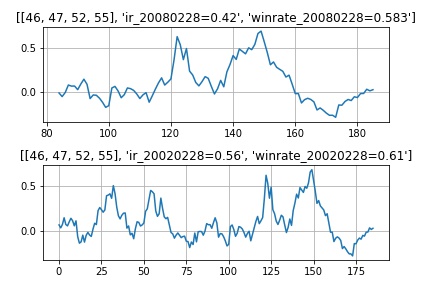 [[46, 47, 52, 55], 'ir_20080228=0.42', 'winrate_20080228=0.583']
0.5
0.0
80 100 120 140 160 180
[[46, 47, 52, 55], 'ir_20020228=0.56', 'winrate_20020228=0.61']
0.5
0.0
0 25 50 75 100 125 150 175